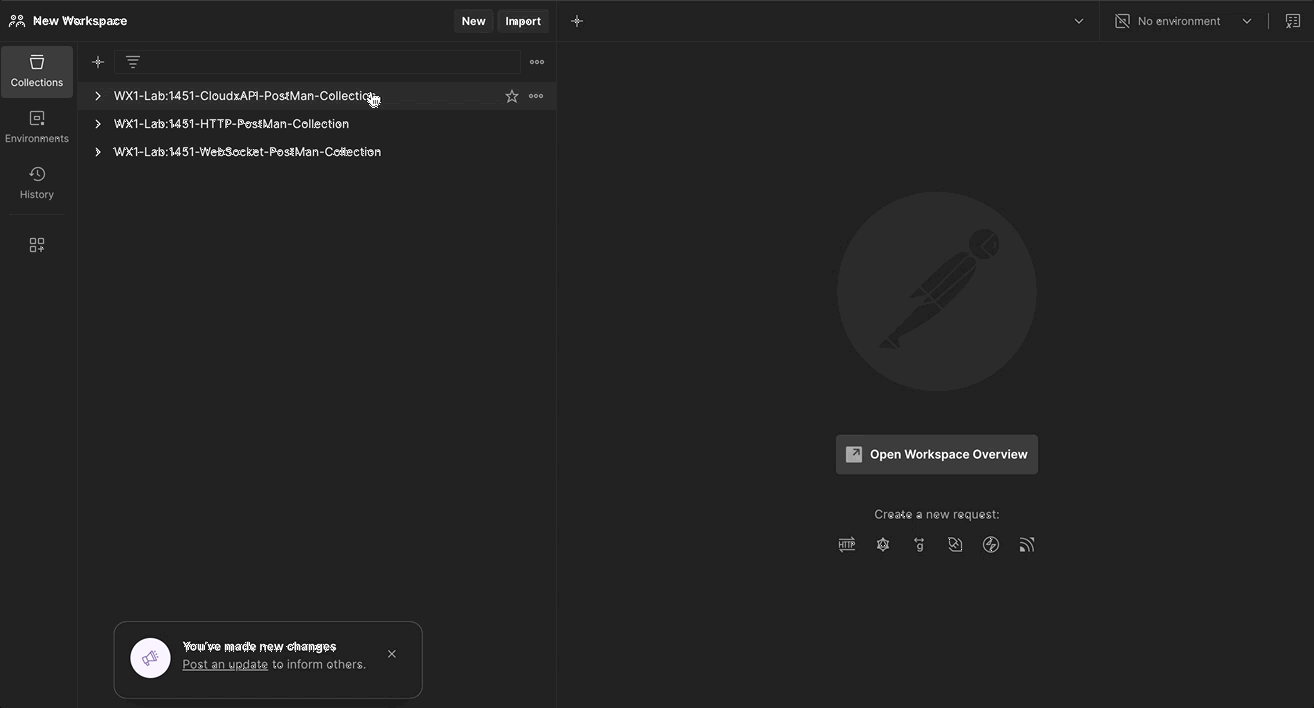 New Workspace
New
Import
No environment
Collections
WX1-Lab:1451-CloudxAPI-PostMan-Collection
WX1-Lab:1451-HTTP-PostMan-Collection
Environments
WX1-Lab:1451-WebSocket-PostMan-Collection
History
Open Workspace Overview
Create a new request:
HTTP
g
You've made new changes
Post an update to inform others.